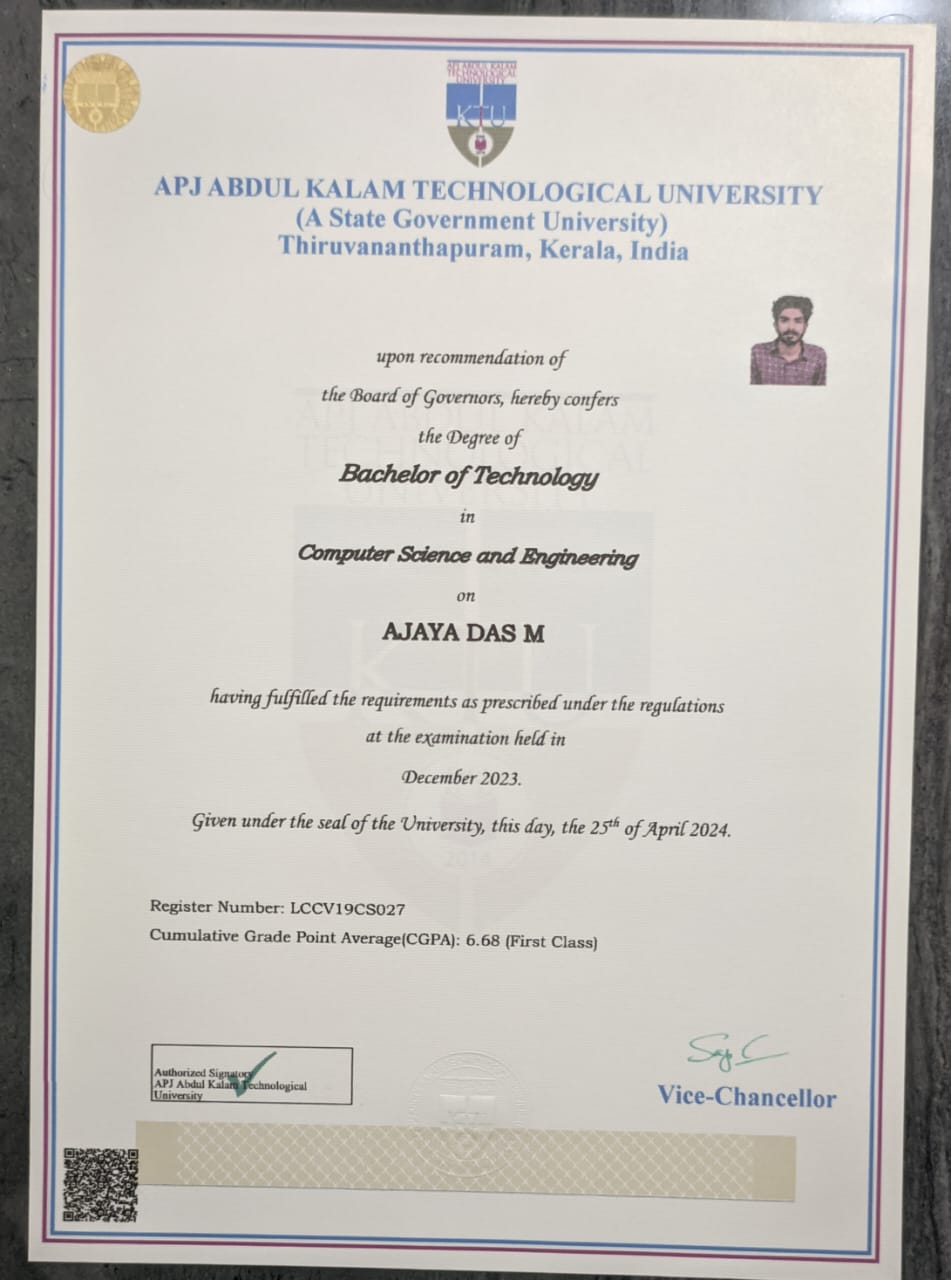 APJ ABDUL KALAM
TECHNOLOGICAL
UNIVERSITY
KTU
APJ ABDUL KALAM TECHNOLOGICAL UNIVERSITY
(A State Government University)
Thiruvananthapuram, Kerala, India
upon recommendation of
the Board of Governors, hereby confers
the Degree of
Bachelor of Technology
in
Computer Science and Engineering
on
AJAYA DAS M
having fulfilled the requirements as prescribed under the regulations
at the examination held in
December 2023.
Given under the seal of the University, this day, the 25th of April 2024.
2014
Register Number: LCCV19CS027
Cumulative Grade Point Average(CGPA): 6.68 (First Class)
Authorized Signatory
APJ Abdul Kalam Technological
University
Vice-Chancellor